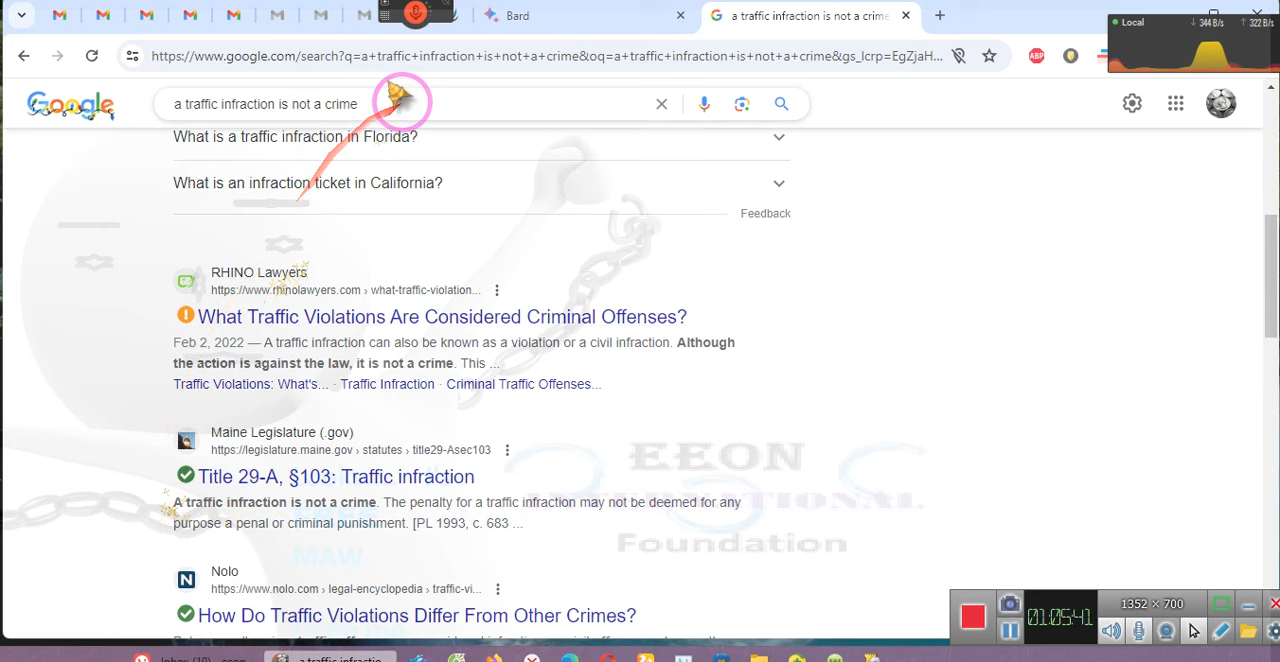 Bard
a traffic infraction is not a crime
Local
344 B/s
322 B/s
https://www.google.com/search?q=a+traffic+infraction+is+not+a+crime&oq=a+traffic+infraction+is+not+a+crime&gs_lcrp=EgZjaH...
ABP
Google
a traffic infraction is not a crime
What is a traffic infraction in Florida?
What is an infraction ticket in California?
Feedback
RHINO Lawyers
https://www.rhinolawyers.com › what-traffic-violation...
What Traffic Violations Are Considered Criminal Offenses?
Feb 2, 2022 — A traffic infraction can also be known as a violation or a civil infraction. Although
the action is against the law, it is not a crime. This ...
Traffic Violations: What's... · Traffic Infraction · Criminal Traffic Offenses...
Maine Legislature (.gov)
https://legislature.maine.gov › statutes › title29-Asec103
Title 29-A, §103: Traffic infraction
A traffic infraction is not a crime. The penalty for a traffic infraction may not be deemed for any
purpose a penal or criminal punishment. [PL 1993, c. 683 ...
EEON
Foundation
MAW
Nolo
https://www.nolo.com › legal-encyclopedia › traffic-vi...
How Do Traffic Violations Differ From Other Crimes?
1352 × 700
01:05:41
a traffic infractio